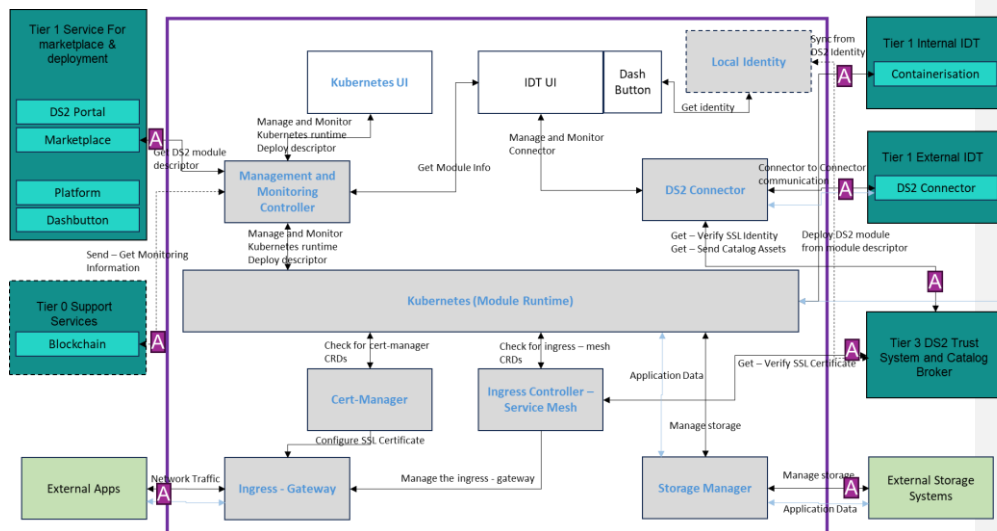 Tier 1 Service For
marketplace &
deployment
DS2 Portal
Marketplace
Platform
Dashbutton
A
Get DS2 module
descriptor
Send – Get Monitoring
Information
Tier 0 Support
Services
Blockchain
A
Kubernetes UI
IDT UI
Dash
Button
Local Identity
Sync from
DS2 Identity
Get identity
Manage and Monitor
Kubernetes runtime
Deploy descriptor
Get Module Info
Manage and Monitor
Connector
Management and
Monitoring
Controller
DS2 Connector
Connector to Connector
communication
A
Tier 1 Internal IDT
Containerisation
A
Tier 1 External IDT
DS2 Connector
Manage and Monitor
Kubernetes runtime
Deploy descriptor
Get – Verify SSL Identity
Get – Send Catalog Assets
Deploy DS2 module
from module descriptor
A
Kubernetes (Module Runtime)
Check for cert-manager
CRDs
Check for ingress – mesh
CRDs
Application Data
Get – Verify SSL Certificate
A
Tier 3 DS2 Trust
System and Catalog
Broker
Cert-Manager
Ingress Controller –
Service Mesh
Configure SSL Certificate
Manage storage
External Apps
Network Traffic
A
Ingress - Gateway
Manage the ingress - gateway
Storage Manager
Manage storage
A
Application Data
External Storage
Systems